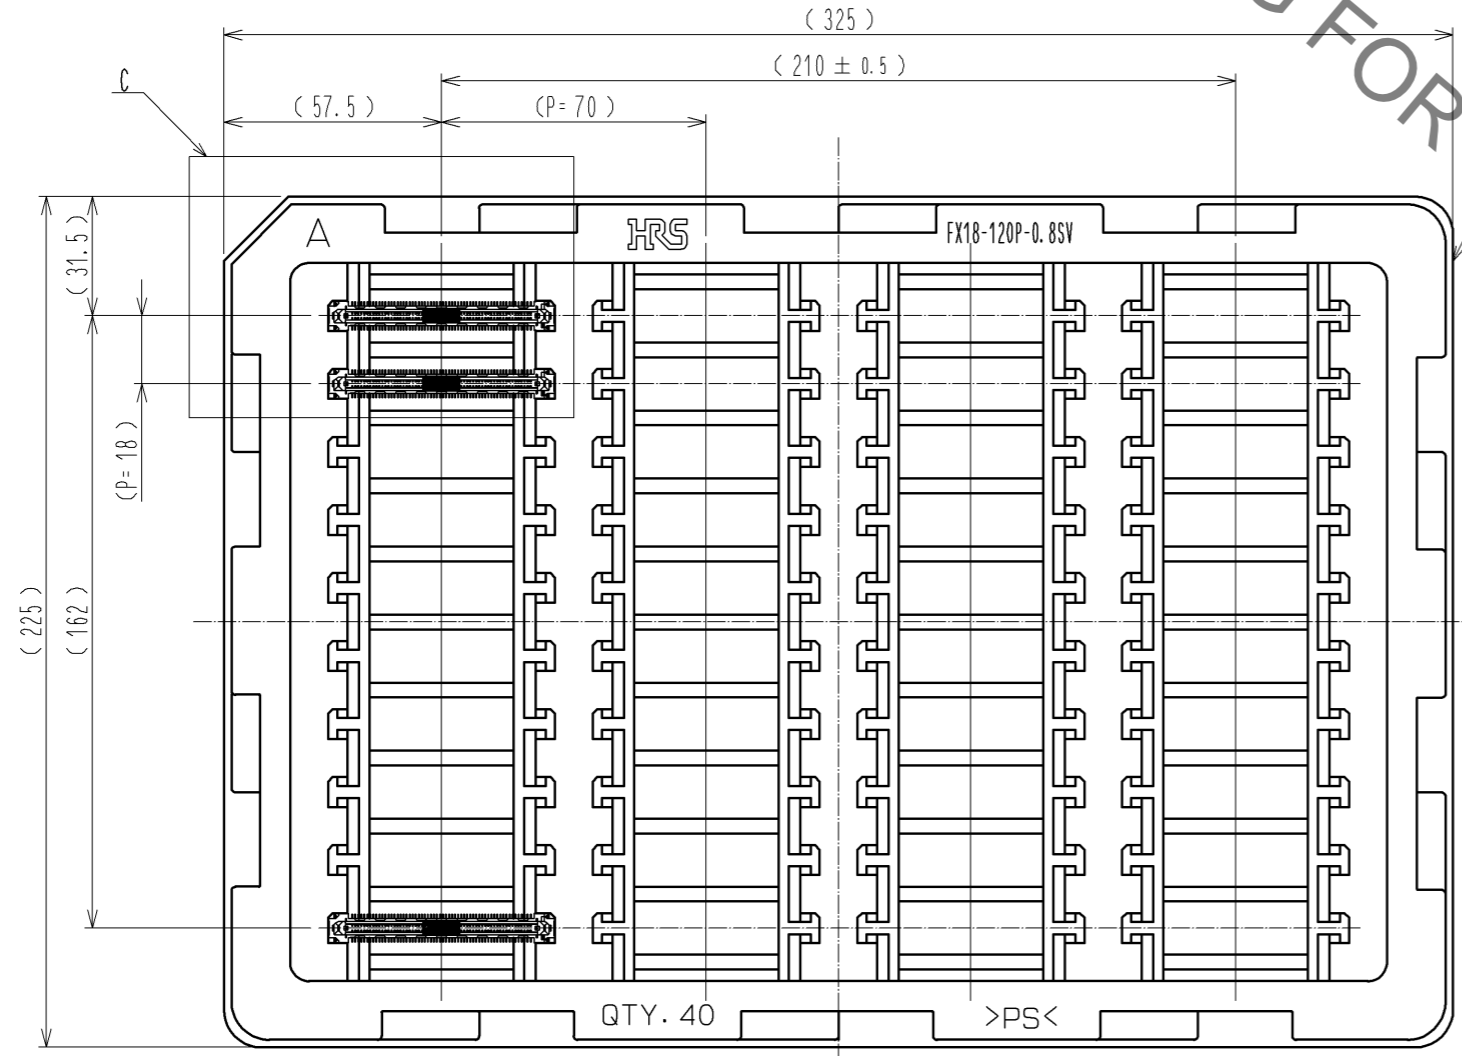 ( 325 )
G FOR
( 210 ± 0.5 )
C
( 57.5 )
(P=70 )
( 31.5 )
A
HRS
FX18-120P-0.8SV
(P=18 )
( 225 )
( 162 )
QTY. 40
>PS<